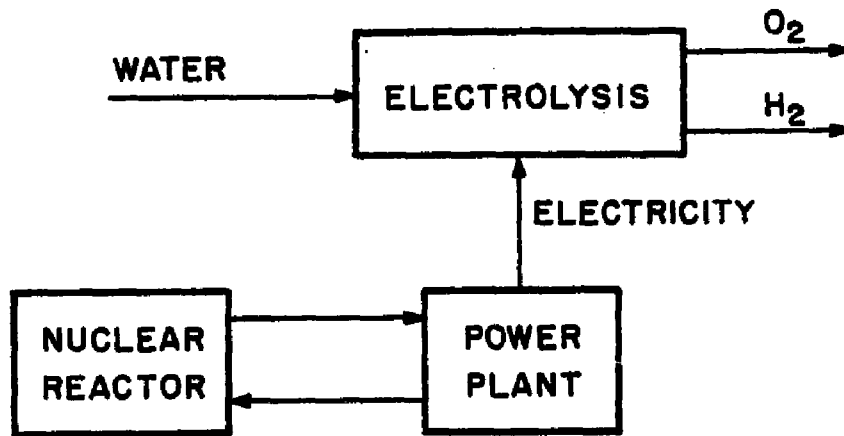 O2
WATER
ELECTROLYSIS
H2
ELECTRICITY
NUCLEAR
REACTOR
POWER
PLANT